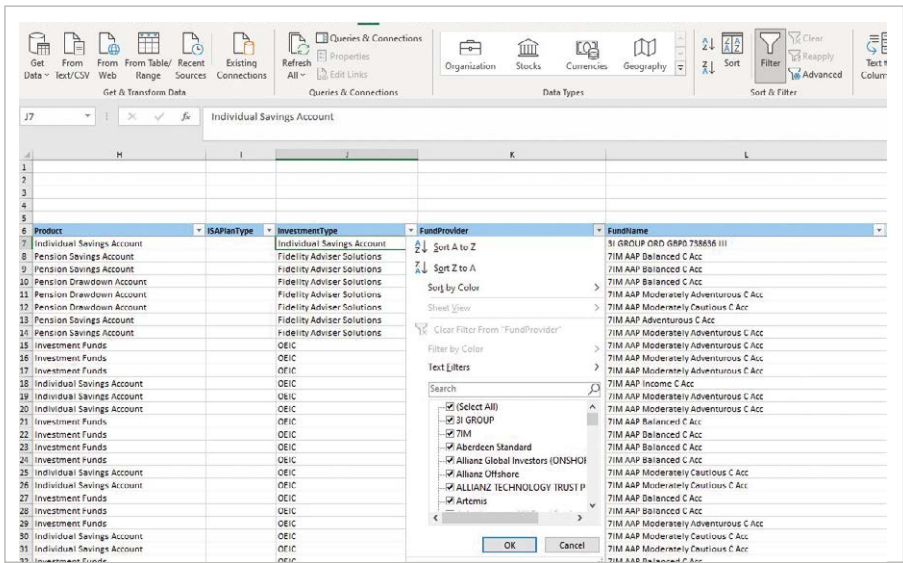 Get Data
From Text/CSV
From Web
From Table/ Range
Recent Sources
Existing Connections
Get & Transform Data
Refresh All
Queries & Connections
Properties
Edit Links
Queries & Connections
Organization
Stocks
Currencies
Geography
Data Types
Sort
Filter
Clear
Reapply
Advanced
Sort & Filter
Text
Colum
J7 fx Individual Savings Account
H I J K L
1
2
3
4
5
6 Product ISAPlanType InvestmentType FundProvider FundName
7 Individual Savings Account Individual Savings Account 3I GROUP ORD GBP0.738636 III
8 Pension Savings Account Fidelity Adviser Solutions 7IM AAP Balanced C Acc
9 Pension Savings Account Fidelity Adviser Solutions 7IM AAP Balanced C Acc
10 Pension Drawdown Account Fidelity Adviser Solutions 7IM AAP Balanced C Acc
11 Pension Drawdown Account Fidelity Adviser Solutions 7IM AAP Moderately Adventurous C Acc
12 Pension Drawdown Account Fidelity Adviser Solutions 7IM AAP Moderately Cautious C Acc
13 Pension Savings Account Fidelity Adviser Solutions 7IM AAP Adventurous C Acc
14 Pension Savings Account Fidelity Adviser Solutions 7IM AAP Moderately Adventurous C Acc
15 Investment Funds OEIC 7IM AAP Moderately Adventurous C Acc
16 Investment Funds OEIC 7IM AAP Moderately Adventurous C Acc
17 Investment Funds OEIC 7IM AAP Moderately Adventurous C Acc
18 Individual Savings Account OEIC 7IM AAP Income C Acc
19 Individual Savings Account OEIC 7IM AAP Moderately Adventurous C Acc
20 Individual Savings Account OEIC 7IM AAP Moderately Adventurous C Acc
21 Investment Funds OEIC 7IM AAP Balanced C Acc
22 Investment Funds OEIC 7IM AAP Balanced C Acc
23 Investment Funds OEIC 7IM AAP Balanced C Acc
24 Investment Funds OEIC 7IM AAP Balanced C Acc
25 Individual Savings Account OEIC 7IM AAP Moderately Cautious C Acc
26 Individual Savings Account OEIC 7IM AAP Moderately Cautious C Acc
27 Investment Funds OEIC 7IM AAP Balanced C Acc
28 Investment Funds OEIC 7IM AAP Balanced C Acc
29 Investment Funds OEIC 7IM AAP Moderately Adventurous C Acc
30 Individual Savings Account OEIC 7IM AAP Moderately Cautious C Acc
31 Individual Savings Account OEIC 7IM AAP Moderately Cautious C Acc
32 Investment Funds OEIC 7IM AAP Balanced C Acc
Sort A to Z
Sort Z to A
Sort by Color
Sheet View
Clear Filter From "FundProvider"
Filter by Color
Text Filters
Search
(Select All)
3I GROUP
7IM
Aberdeen Standard
Allianz Global Investors (ONSHOR
Allianz Offshore
ALLIANZ TECHNOLOGY TRUST P
Artemis
OK Cancel